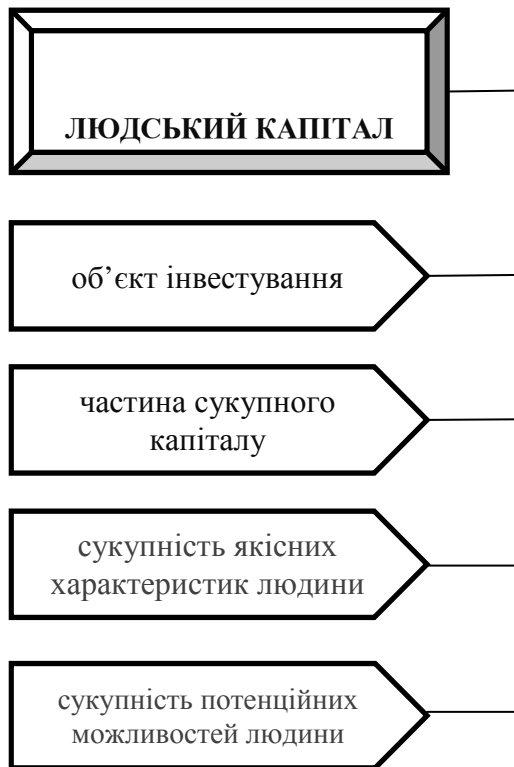 ЛЮДСЬКИЙ КАПІТАЛ
об’єкт інвестування
частина сукупного
капіталу
сукупність якісних
характеристик людини
сукупність потенційних
можливостей людини